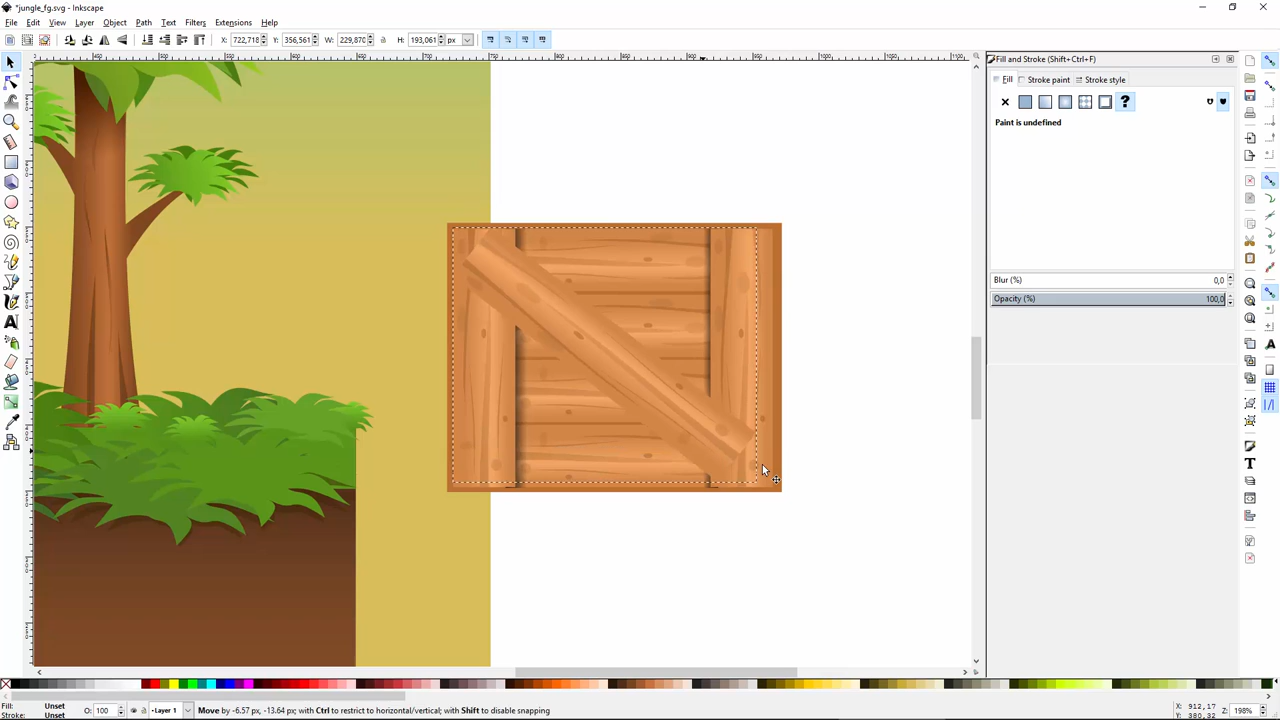 *jungle_fg.svg - Inkscape
File Edit View Layer Object Path Text Filters Extensions Help
X: 722,718 Y: 356,561 W: 229,870 H: 193,061 px
Fill and Stroke (Shift+Ctrl+F)
Fill Stroke paint Stroke style
Paint is undefined
Blur (%) 0,0
Opacity (%) 100,0
Fill: Unset
Stroke: Unset
O: 100
Layer 1
Move by -6.57 px, -13.64 px; with Ctrl to restrict to horizontal/vertical; with Shift to disable snapping
X: 912,17
Y: 380,32
Z: 198%